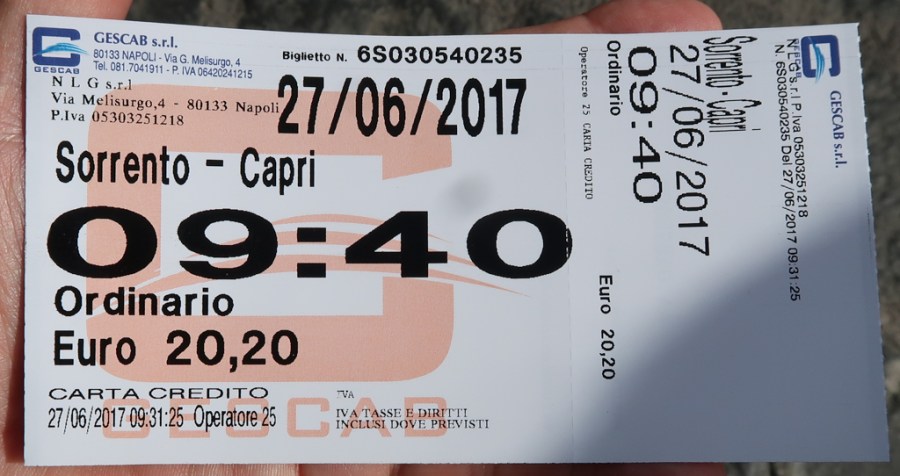 GESCAB
GESCAB s.r.l.
80133 NAPOLI - Via G. Melisurgo, 4
Tel. 081.7041911 - P. IVA 06420241215
Biglietto N. 6S030540235
N L G s.r.l
Via Melisurgo,4 - 80133 Napoli
P.Iva 05303251218
27/06/2017
Sorrento - Capri
09:40
Ordinario
Euro 20,20
CARTA CREDITO
27/06/2017 09:31:25 Operatore 25
IVA
IVA TASSE E DIRITTI
INCLUSI DOVE PREVISTI
GESCAB
Operatore 25 CARTA CREDITO
Ordinario
Euro 20,20
09:40
27/06/2017
Sorrento - Capri
N. 6S030540235 Del 27/06/2017 09:31:25
N L G s.r.l P.Iva 05303251218
GESCAB
GESCAB s.r.l.